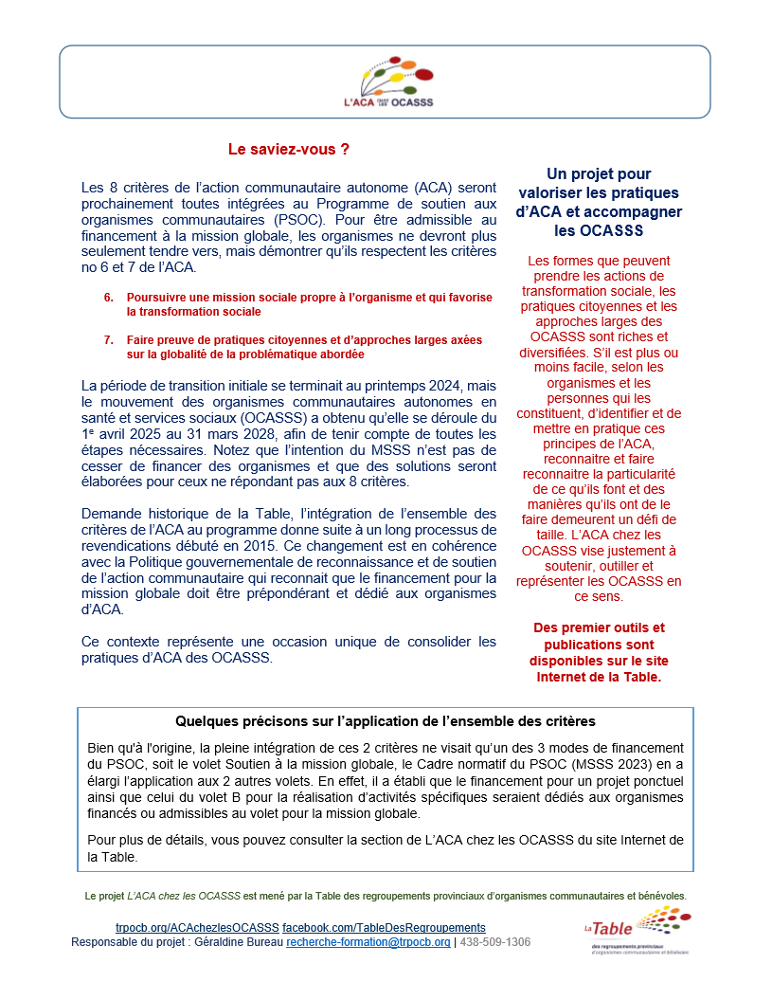 L'ACA CHEZ LES OCASSS
Le saviez-vous ?
Les 8 critères de l'action communautaire autonome (ACA) seront
prochainement toutes intégrées au Programme de soutien aux
organismes communautaires (PSOC). Pour être admissible au
financement à la mission globale, les organismes ne devront plus
seulement tendre vers, mais démontrer qu'ils respectent les critères
no 6 et 7 de l'ACA.
6. Poursuivre une mission sociale propre à l'organisme et qui favorise
la transformation sociale
7. Faire preuve de pratiques citoyennes et d'approches larges axées
sur la globalité de la problématique abordée
La période de transition initiale se terminait au printemps 2024, mais
le mouvement des organismes communautaires autonomes en
santé et services sociaux (OCASSS) a obtenu qu'elle se déroule du
1e avril 2025 au 31 mars 2028, afin de tenir compte de toutes les
étapes nécessaires. Notez que l'intention du MSSS n'est pas de
cesser de financer des organismes et que des solutions seront
élaborées pour ceux ne répondant pas aux 8 critères.
Demande historique de la Table, l'intégration de l'ensemble des
critères de l'ACA au programme donne suite à un long processus de
revendications débuté en 2015. Ce changement est en cohérence
avec la Politique gouvernementale de reconnaissance et de soutien
de l'action communautaire qui reconnait que le financement pour la
mission globale doit être prépondérant et dédié aux organismes
d'ACA.
Ce contexte représente une occasion unique de consolider les
pratiques d'ACA des OCASSS.
Un projet pour
valoriser les pratiques
d'ACA et accompagner
les OCASSS
Les formes que peuvent
prendre les actions de
transformation sociale, les
pratiques citoyennes et les
approches larges des
OCASSS sont riches et
diversifiées. S'il est plus ou
moins facile, selon les
organismes et les
personnes qui les
constituent, d'identifier et de
mettre en pratique ces
principes de l'ACA,
reconnaitre et faire
reconnaitre la particularité
de ce qu'ils font et des
manières qu'ils ont de le
faire demeurent un défi de
taille. L'ACA chez les
OCASSS vise justement à
soutenir, outiller et
représenter les OCASSS en
ce sens.
Des premier outils et
publications sont
disponibles sur le site
Internet de la Table.
Quelques précisons sur l'application de l'ensemble des critères
Bien qu'à l'origine, la pleine intégration de ces 2 critères ne visait qu'un des 3 modes de financement
du PSOC, soit le volet Soutien à la mission globale, le Cadre normatif du PSOC (MSSS 2023) en a
élargi l'application aux 2 autres volets. En effet, il a établi que le financement pour un projet ponctuel
ainsi que celui du volet B pour la réalisation d'activités spécifiques seraient dédiés aux organismes
financés ou admissibles au volet pour la mission globale.
Pour plus de détails, vous pouvez consulter la section de L'ACA chez les OCASSS du site Internet de
la Table.
Le projet L'ACA chez les OCASSS est mené par la Table des regroupements provinciaux d'organismes communautaires et bénévoles.
trpocb.org/ACAchezlesOCASSS facebook.com/TableDesRegroupements
Responsable du projet : Géraldine Bureau recherche-formation@trpocb.org | 438-509-1306
La Table
des regroupements provinciaux
d'organismes communautaires et bénévoles